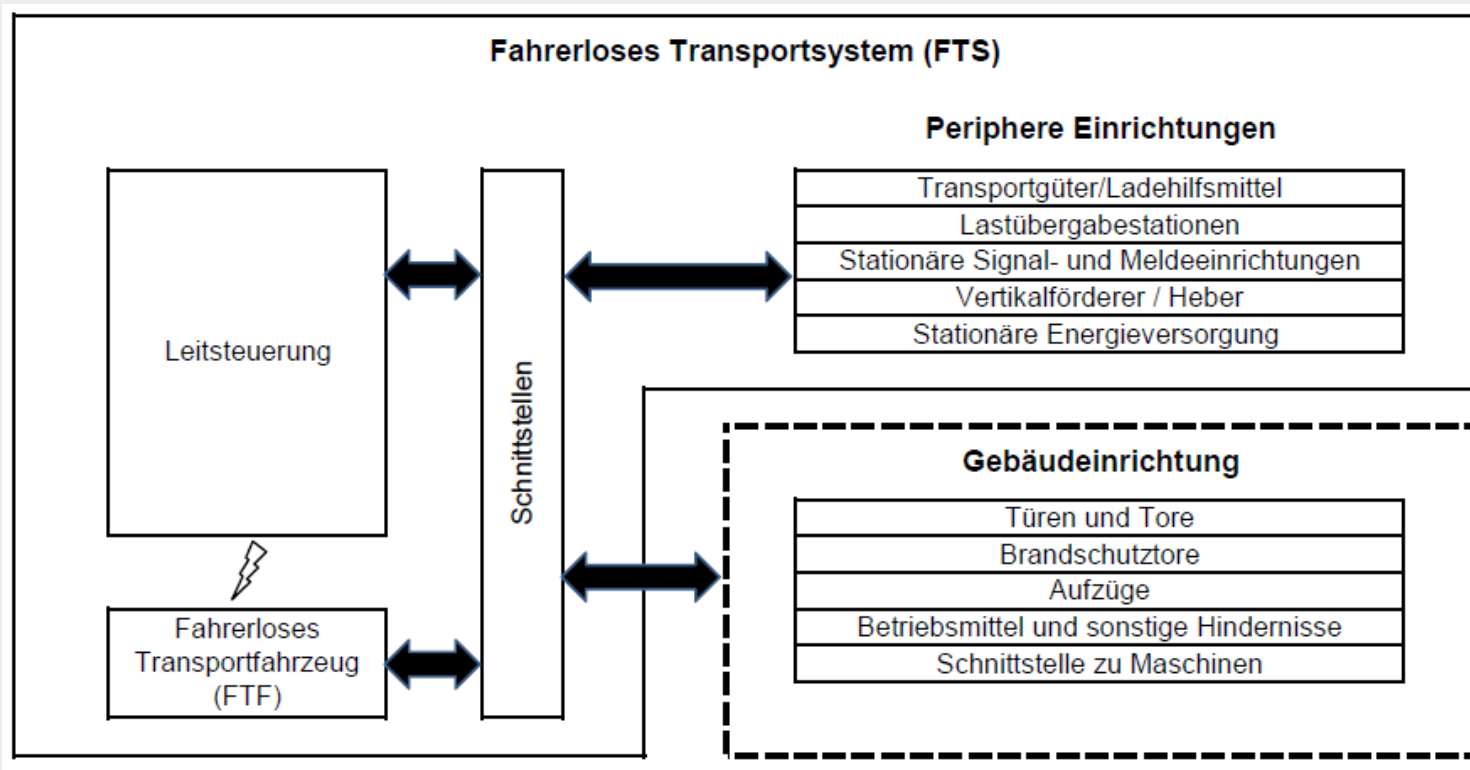 Fahrerloses Transportsystem (FTS)
Periphere Einrichtungen
Transportgüter/Ladehilfsmittel
Lastübergabestationen
Stationäre Signal- und Meldeeinrichtungen
Vertikalförderer / Heber
Stationäre Energieversorgung
Leitsteuerung
Schnittstellen
Gebäudeinrichtung
Türen und Tore
Brandschutztore
Aufzüge
Betriebsmittel und sonstige Hindernisse
Schnittstelle zu Maschinen
Fahrerloses
Transportfahrzeug
(FTF)